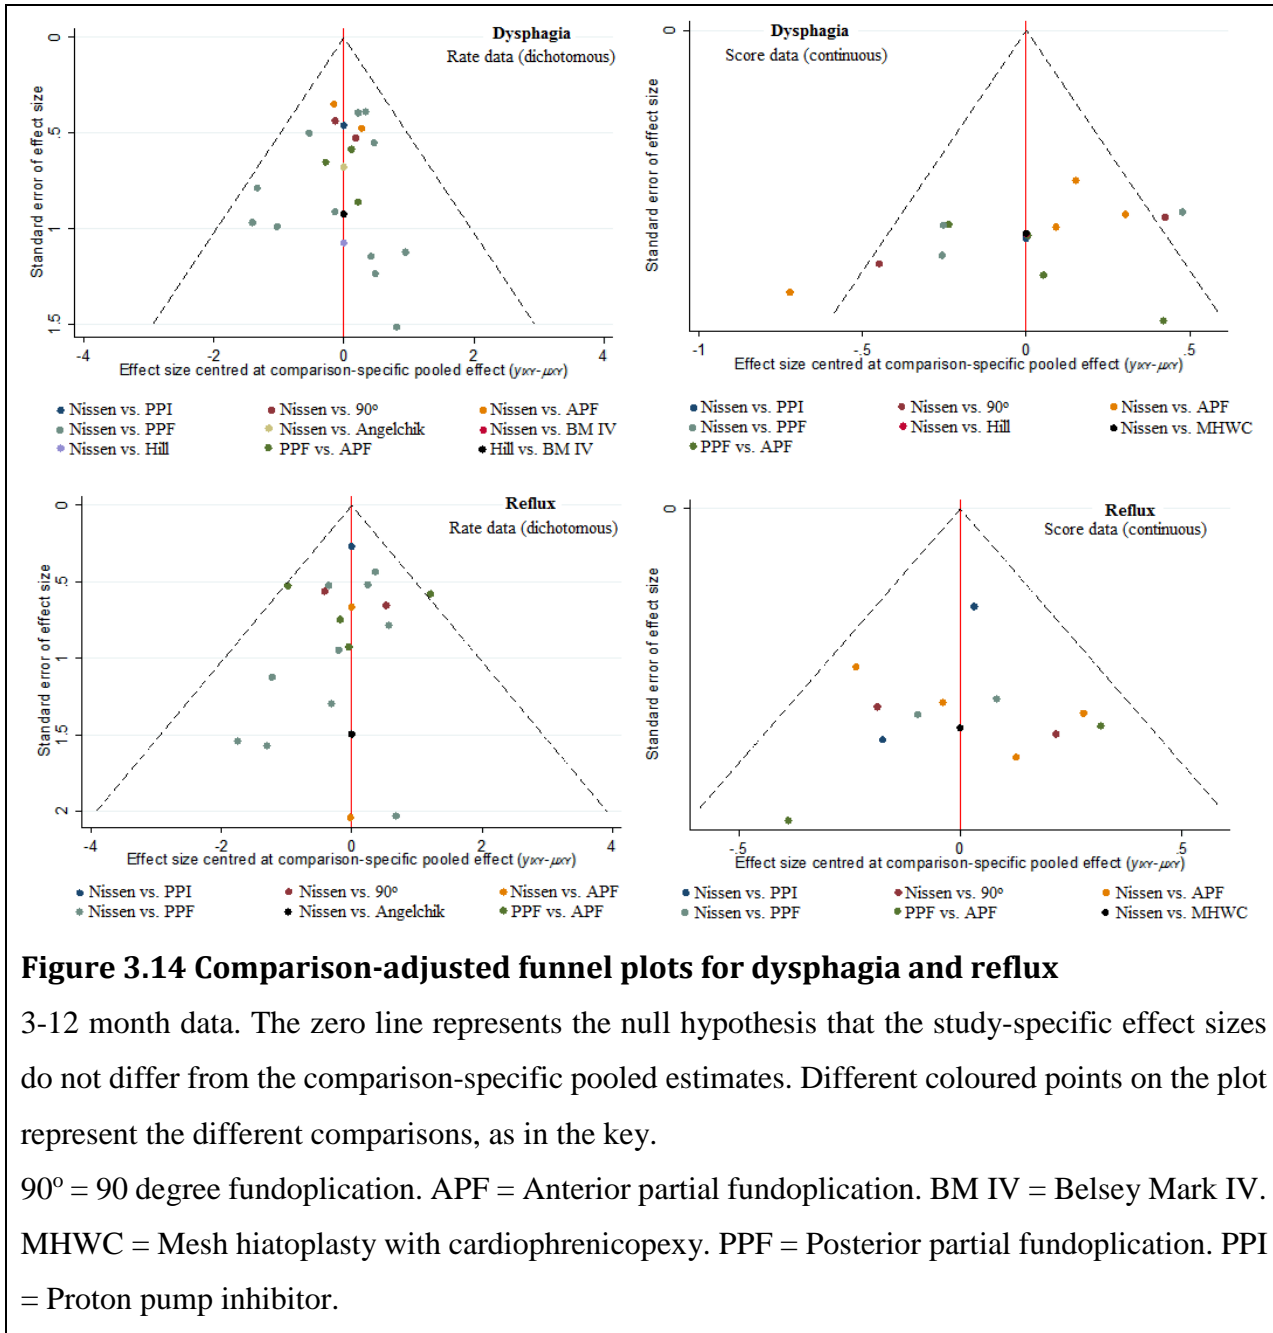 Dysphagia
Rate data (dichotomous)
Standard error of effect size
0
.5
1
1.5
-4
-2
0
2
4
Effect size centred at comparison-specific pooled effect (yiXY-μXY)
Nissen vs. PPI
Nissen vs. 90º
Nissen vs. APF
Nissen vs. PPF
Nissen vs. Angelchik
Nissen vs. BM IV
Nissen vs. Hill
PPF vs. APF
Hill vs. BM IV
Dysphagia
Score data (continuous)
Standard error of effect size
0
-1
-.5
0
.5
Effect size centred at comparison-specific pooled effect (yiXY-μXY)
Nissen vs. PPI
Nissen vs. 90º
Nissen vs. APF
Nissen vs. PPF
Nissen vs. Hill
Nissen vs. MHWC
PPF vs. APF
Reflux
Rate data (dichotomous)
Standard error of effect size
0
.5
1
1.5
2
-4
-2
0
2
4
Effect size centred at comparison-specific pooled effect (yiXY-μXY)
Nissen vs. PPI
Nissen vs. 90º
Nissen vs. APF
Nissen vs. PPF
Nissen vs. Angelchik
PPF vs. APF
Reflux
Score data (continuous)
Standard error of effect size
0
-.5
0
.5
Effect size centred at comparison-specific pooled effect (yiXY-μXY)
Nissen vs. PPI
Nissen vs. 90º
Nissen vs. APF
Nissen vs. PPF
PPF vs. APF
Nissen vs. MHWC
Figure 3.14 Comparison-adjusted funnel plots for dysphagia and reflux
3-12 month data. The zero line represents the null hypothesis that the study-specific effect sizes
do not differ from the comparison-specific pooled estimates. Different coloured points on the plot
represent the different comparisons, as in the key.
90º = 90 degree fundoplication. APF = Anterior partial fundoplication. BM IV = Belsey Mark IV.
MHWC = Mesh hiatoplasty with cardiophrenicopexy. PPF = Posterior partial fundoplication. PPI
= Proton pump inhibitor.